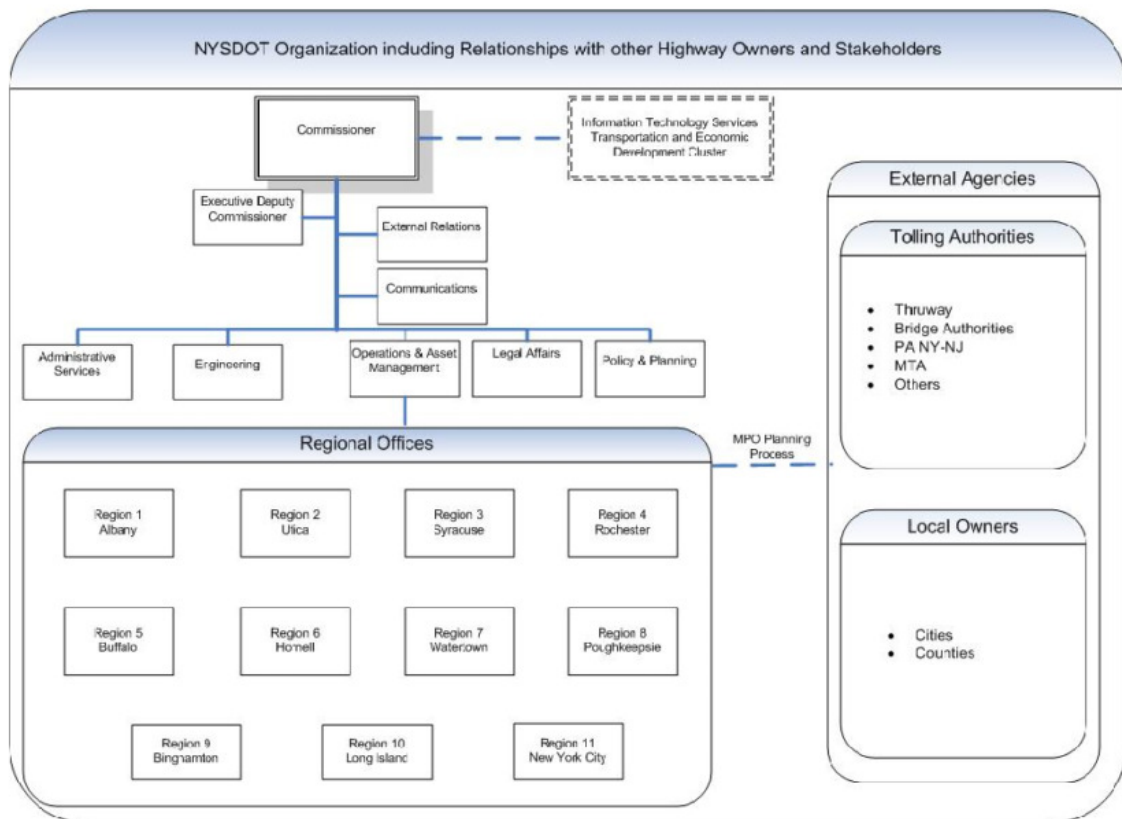 NYSDOT Organization including Relationships with other Highway Owners and Stakeholders
Commissioner
Information Technology Services
Transportation and Economic
Development Cluster
Executive Deputy
Commissioner
External Relations
Communications
Administrative
Services
Engineering
Operations & Asset
Management
Legal Affairs
Policy & Planning
Regional Offices
Region 1
Albany
Region 2
Utica
Region 3
Syracuse
Region 4
Rochester
Region 5
Buffalo
Region 6
Hornell
Region 7
Watertown
Region 8
Poughkeepsie
Region 9
Binghamton
Region 10
Long Island
Region 11
New York City
MPO Planning
Process
External Agencies
Tolling Authorities
• Thruway
• Bridge Authorities
• PA NY-NJ
• MTA
• Others
Local Owners
• Cities
• Counties